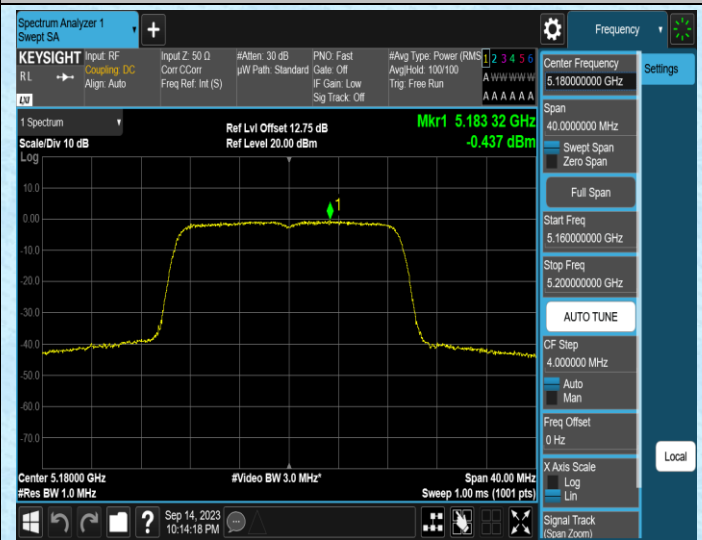 Spectrum Analyzer 1
Swept SA
+
Frequency
KEYSIGHT
RL
LXI
Input: RF
Coupling: DC
Align: Auto
Input Z: 50 Ω
Corr CCorr
Freq Ref: Int (S)
#Atten: 30 dB
µW Path: Standard
PNO: Fast
Gate: Off
IF Gain: Low
Sig Track: Off
#Avg Type: Power (RMS
Avg|Hold: 100/100
Trig: Free Run
1 2 3 4 5 6
A W W W W W
A A A A A A
1 Spectrum
Scale/Div 10 dB
Log
Ref Lvl Offset 12.75 dB
Ref Level 20.00 dBm
Mkr1 5.183 32 GHz
-0.437 dBm
1
10.0
0.00
-10.0
-20.0
-30.0
-40.0
-50.0
-60.0
-70.0
Center 5.18000 GHz
#Res BW 1.0 MHz
#Video BW 3.0 MHz*
Span 40.00 MHz
Sweep 1.00 ms (1001 pts)
Sep 14, 2023
10:14:18 PM
?
Center Frequency
5.180000000 GHz
Span
40.0000000 MHz
Swept Span
Zero Span
Full Span
Start Freq
5.160000000 GHz
Stop Freq
5.200000000 GHz
AUTO TUNE
CF Step
4.000000 MHz
Auto
Man
Freq Offset
0 Hz
X Axis Scale
Log
Lin
Signal Track
(Span Zoom)
Settings
Local